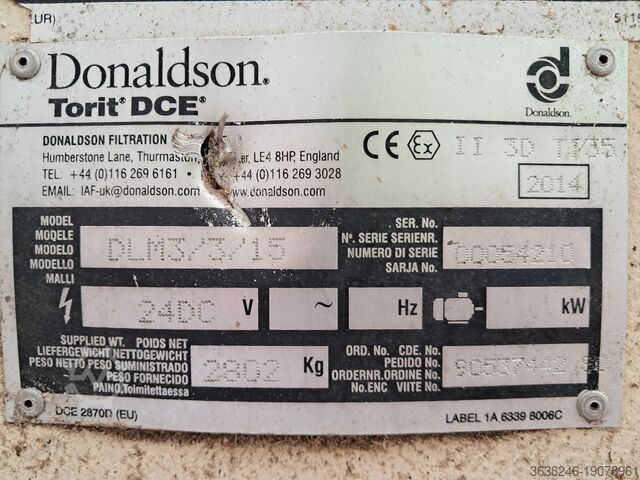 UR)
Donaldson®
Torit® DCE®
Donaldson.
DONALDSON FILTRATION
Humberstone Lane, Thurmaston, LE4 8HP, England
TEL: +44 (0)116 269 6161 • +44 (0)116 269 3028
EMAIL: IAF-uk@donaldson.com www.donaldson.com
CE Ex II 3D
2014
MODEL
MODELE
MODELO
MODELLO
MALLI
DLM3/3/15
SER. No.
Nº. SERIE SERIENR.
NUMERO DI SERIE
SARJA No.
00054210
24DC V ~ Hz kW
SUPPLIED WT. POIDS NET
LIEFERGEWICHT NETTOGEWICHT
PESO NETTO PESO SUMINISTRADO
PESO FORNECIDO
PAINO,Toimitettaessa
2802 Kg
ORD. No. CDE. No.
PEDIDO No.
ORDERNR.ORDINE No.
No.ENC VIITE No.
DCE 2870D (EU)
LABEL 1A 6339 8006C
3638246-19078961